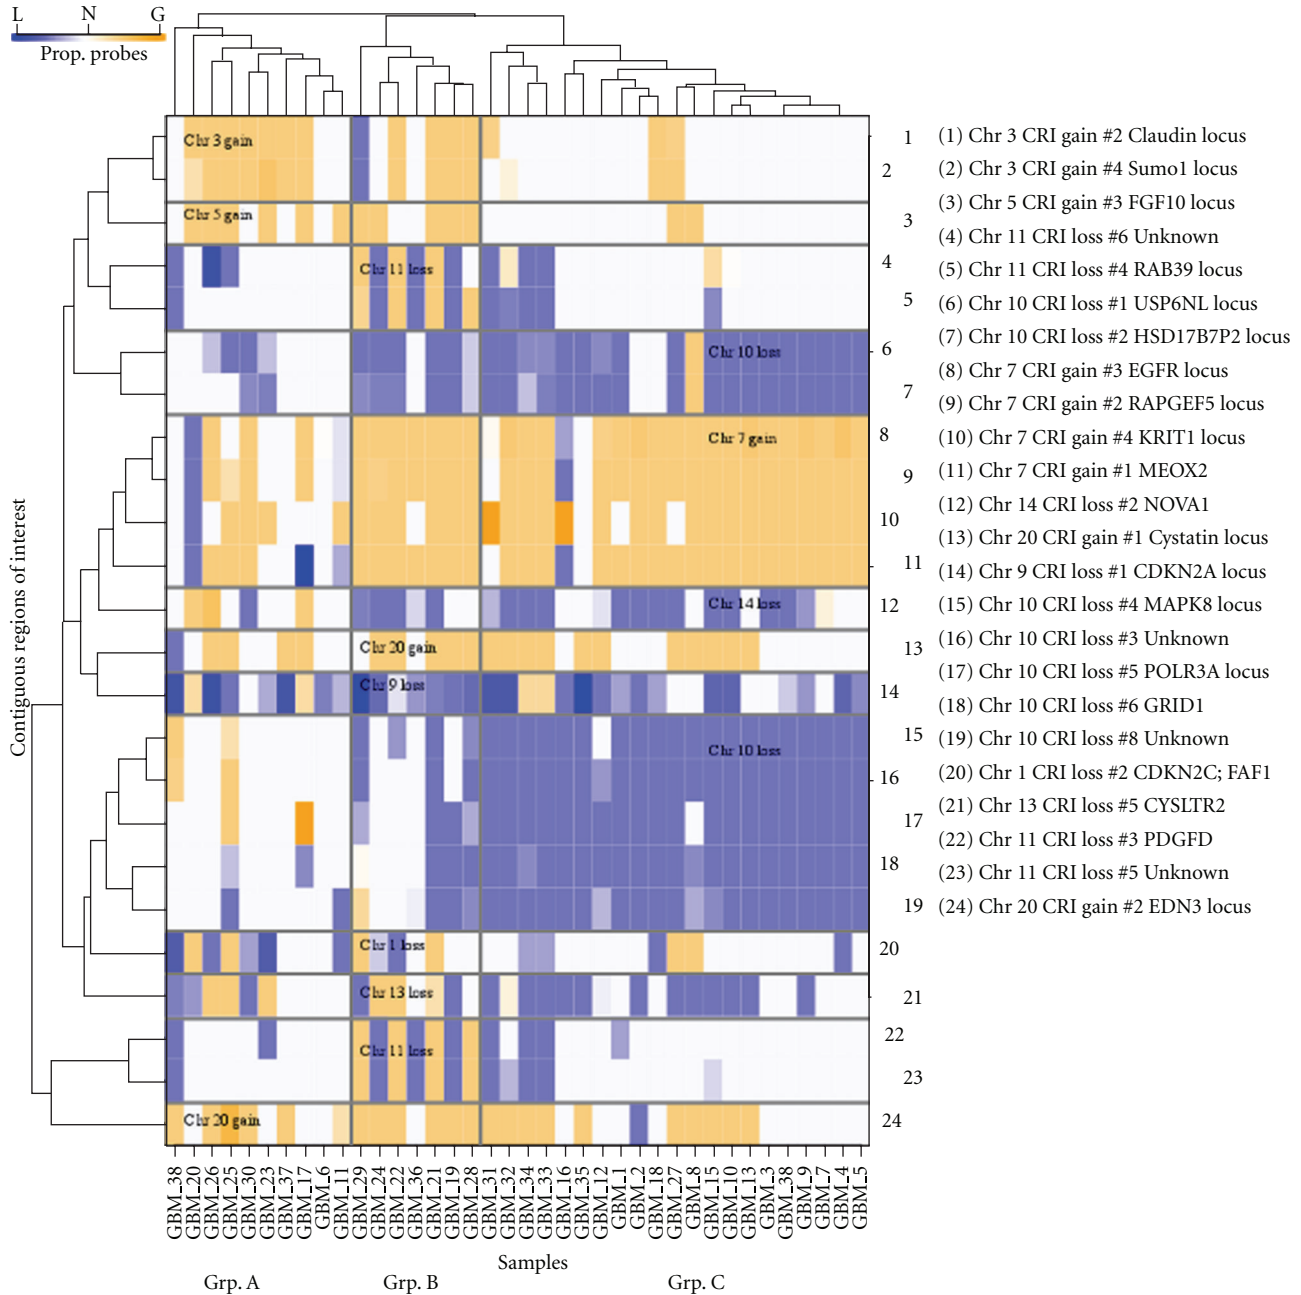 L N G
Prop. probes
Chr 3 gain
Chr 5 gain
Chr 11 loss
Chr 10 loss
Chr 7 gain
Chr 14 loss
Chr 20 gain
Chr 9 loss
Chr 10 loss
Chr 1 loss
Chr 13 loss
Chr 11 loss
Chr 20 gain
1
2
3
4
5
6
7
8
9
10
11
12
13
14
15
16
17
18
19
20
21
22
23
24
(1) Chr 3 CRI gain #2 Claudin locus
(2) Chr 3 CRI gain #4 Sumo1 locus
(3) Chr 5 CRI gain #3 FGF10 locus
(4) Chr 11 CRI loss #6 Unknown
(5) Chr 11 CRI loss #4 RAB39 locus
(6) Chr 10 CRI loss #1 USP6NL locus
(7) Chr 10 CRI loss #2 HSD17B7P2 locus
(8) Chr 7 CRI gain #3 EGFR locus
(9) Chr 7 CRI gain #2 RAPGEF5 locus
(10) Chr 7 CRI gain #4 KRIT1 locus
(11) Chr 7 CRI gain #1 MEOX2
(12) Chr 14 CRI loss #2 NOVA1
(13) Chr 20 CRI gain #1 Cystatin locus
(14) Chr 9 CRI loss #1 CDKN2A locus
(15) Chr 10 CRI loss #4 MAPK8 locus
(16) Chr 10 CRI loss #3 Unknown
(17) Chr 10 CRI loss #5 POLR3A locus
(18) Chr 10 CRI loss #6 GRID1
(19) Chr 10 CRI loss #8 Unknown
(20) Chr 1 CRI loss #2 CDKN2C; FAF1
(21) Chr 13 CRI loss #5 CYSLTR2
(22) Chr 11 CRI loss #3 PDGFD
(23) Chr 11 CRI loss #5 Unknown
(24) Chr 20 CRI gain #2 EDN3 locus
Contiguous regions of interest
GBM_38
GBM_20
GBM_26
GBM_25
GBM_30
GBM_23
GBM_37
GBM_17
GBM_6
GBM_11
GBM_29
GBM_24
GBM_22
GBM_36
GBM_21
GBM_19
GBM_28
GBM_31
GBM_32
GBM_34
GBM_33
GBM_16
GBM_35
GBM_12
GBM_1
GBM_2
GBM_18
GBM_27
GBM_8
GBM_15
GBM_10
GBM_13
GBM_3
GBM_38
GBM_9
GBM_7
GBM_4
GBM_5
Samples
Grp. A Grp. B Grp. C